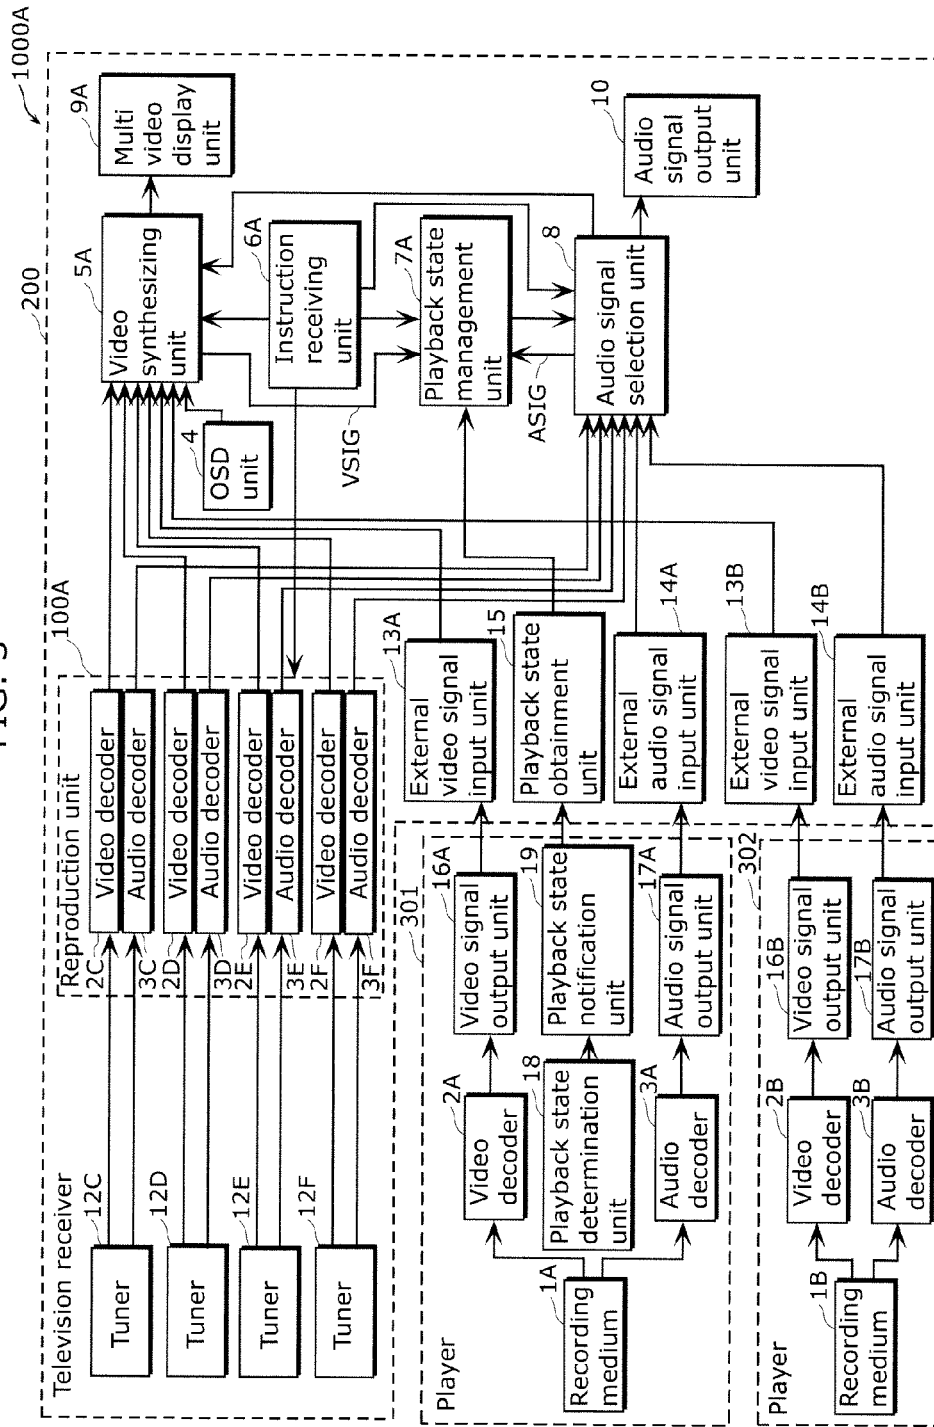 FIG. 3
1000A
200
Television receiver
Tuner
12C
Tuner
12D
Tuner
12E
Tuner
12F
Reproduction unit
100A
2C
Video decoder
3C
Audio decoder
2D
Video decoder
3D
Audio decoder
2E
Video decoder
3E
Audio decoder
2F
Video decoder
3F
Audio decoder
4
OSD
unit
5A
Video
synthesizing
unit
9A
Multi
video
display
unit
6A
Instruction
receiving
unit
VSIG
7A
Playback state
management
unit
ASIG
8
Audio signal
selection unit
10
Audio
signal
output
unit
13A
External
video signal
input unit
15
Playback state
obtainment
unit
14A
External
audio signal
input unit
13B
External
video signal
input unit
14B
External
audio signal
input unit
Player
301
1A
Recording
medium
2A
Video
decoder
16A
Video signal
output unit
18
Playback state
determination
unit
19
Playback state
notification
unit
3A
Audio
decoder
17A
Audio signal
output unit
Player
302
1B
Recording
medium
2B
Video
decoder
16B
Video signal
output unit
3B
Audio
decoder
17B
Audio signal
output unit